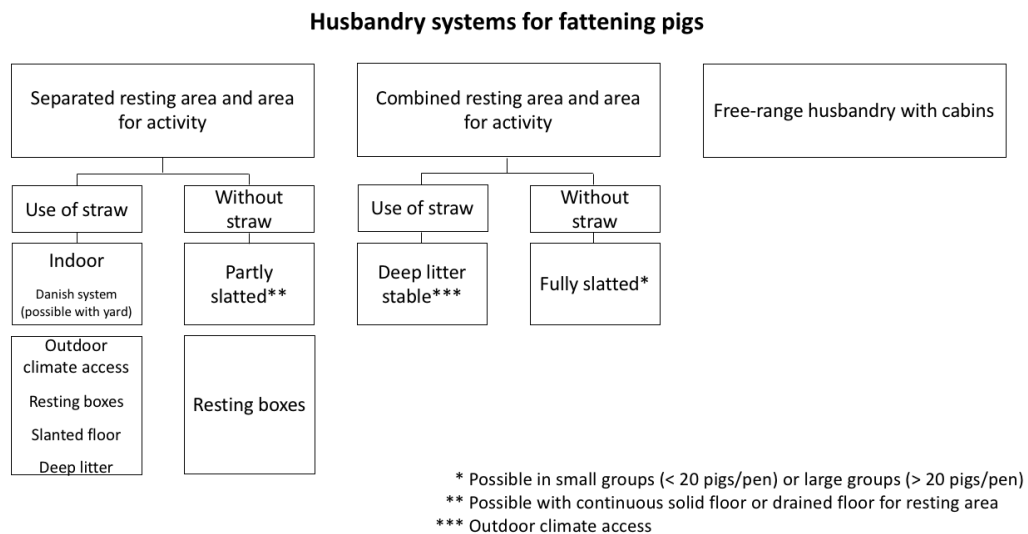 Husbandry systems for fattening pigs
Separated resting area and area
for activity
Combined resting area and area
for activity
Free-range husbandry with cabins
Use of straw
Without
straw
Use of straw
Without
straw
Indoor
Danish system
(possible with yard)
Partly
slatted**
Deep litter
stable***
Fully slatted*
Outdoor
climate access
Resting boxes
Slanted floor
Deep litter
Resting boxes
* Possible in small groups (< 20 pigs/pen) or large groups (> 20 pigs/pen)
** Possible with continuous solid floor or drained floor for resting area
*** Outdoor climate access